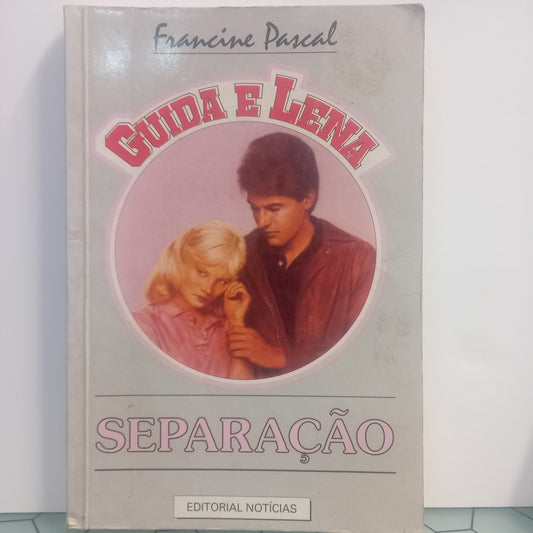 Francine Pascal
GUIDA E LENA
SEPARAÇÃO
EDITORIAL NOTÍCIAS